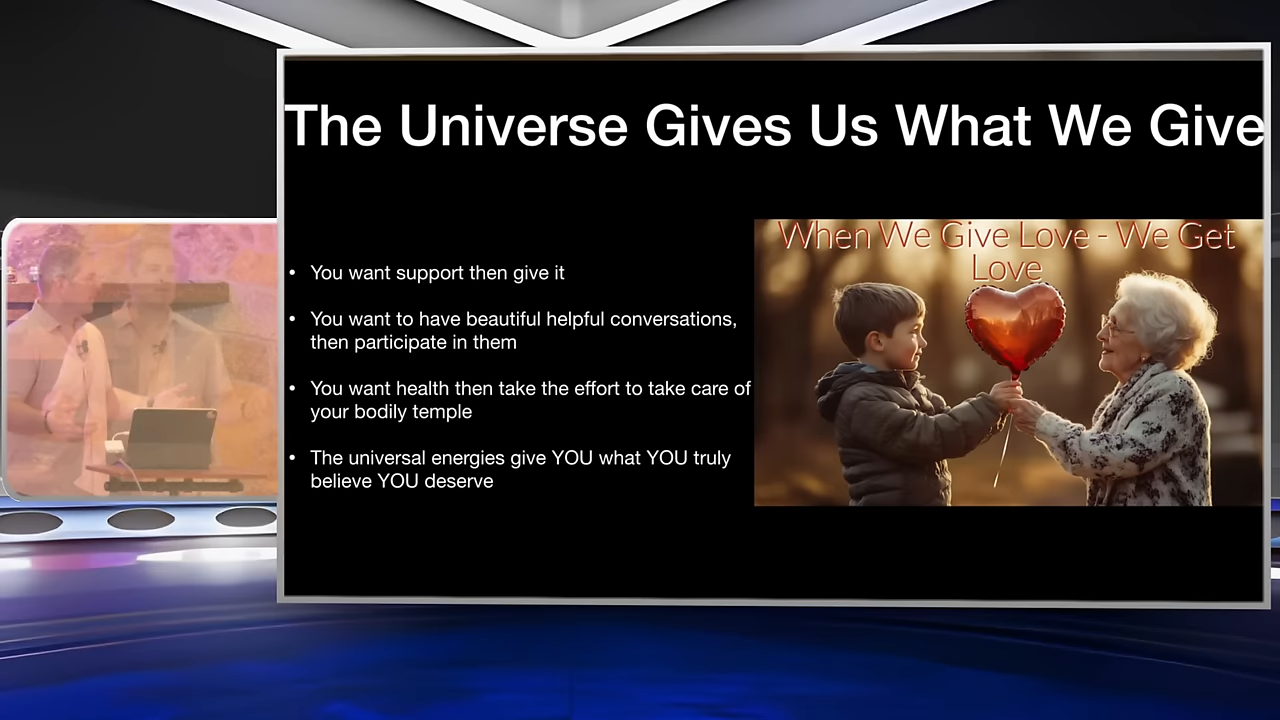 The Universe Gives Us What We Give
When We Give Love - We Get
Love
• You want support then give it
• You want to have beautiful helpful conversations,
then participate in them
• You want health then take the effort to take care of
your bodily temple
• The universal energies give YOU what YOU truly
believe YOU deserve